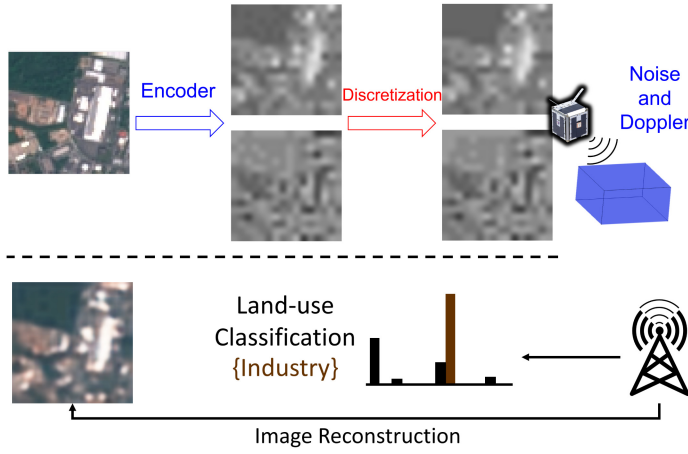 Encoder
Discretization
Noise
and
Doppler
Land-use
Classification
{Industry}
Image Reconstruction